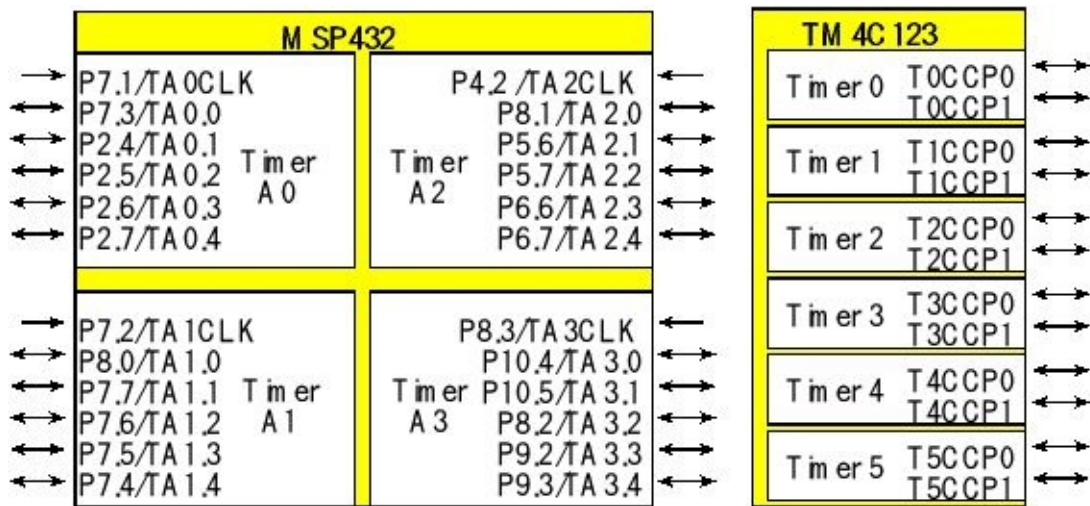 MSP432
P7.1/TA0CLK
P7.3/TA0.0
P2.4/TA0.1
P2.5/TA0.2
P2.6/TA0.3
P2.7/TA0.4
Timer
A0
P4.2/TA2CLK
P8.1/TA2.0
P5.6/TA2.1
P5.7/TA2.2
P6.6/TA2.3
P6.7/TA2.4
Timer
A2
P7.2/TA1CLK
P8.0/TA1.0
P7.7/TA1.1
P7.6/TA1.2
P7.5/TA1.3
P7.4/TA1.4
Timer
A1
P8.3/TA3CLK
P10.4/TA3.0
P10.5/TA3.1
P8.2/TA3.2
P9.2/TA3.3
P9.3/TA3.4
Timer
A3
TM4C123
Timer0 T0CCP0
T0CCP1
Timer1 T1CCP0
T1CCP1
Timer2 T2CCP0
T2CCP1
Timer3 T3CCP0
T3CCP1
Timer4 T4CCP0
T4CCP1
Timer5 T5CCP0
T5CCP1